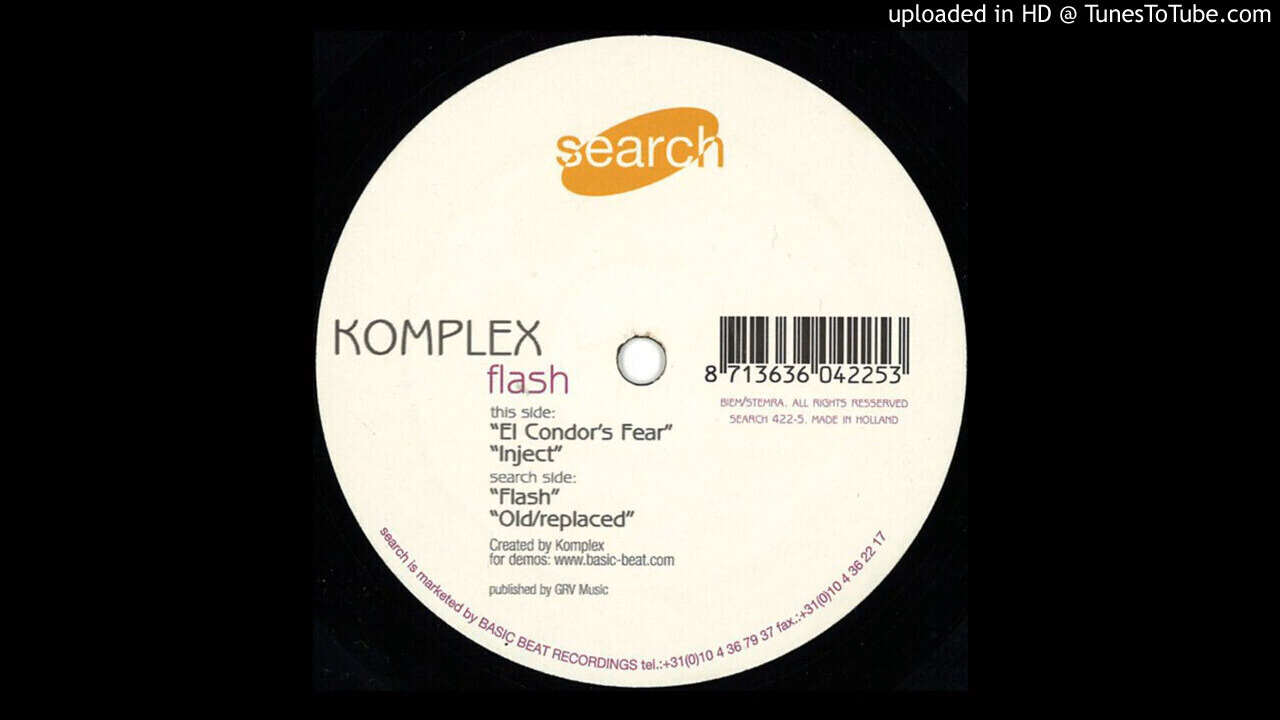 uploaded in HD @ TunesToTube.com
search
KOMPLEX
flash
this side:
“El Condor’s Fear”
“Inject”
search side:
“Flash”
“Old/replaced”
Created by Komplex
for demos: www.basic-beat.com
published by GRV Music
8 713636 042253
BIEM/STEMRA. ALL RIGHTS RESSERVED
SEARCH 422-5. MADE IN HOLLAND
search is marketed by BASIC BEAT RECORDINGS tel.:+31(0)10 4 36 79 37 fax.:+31(0)10 4 36 22 17